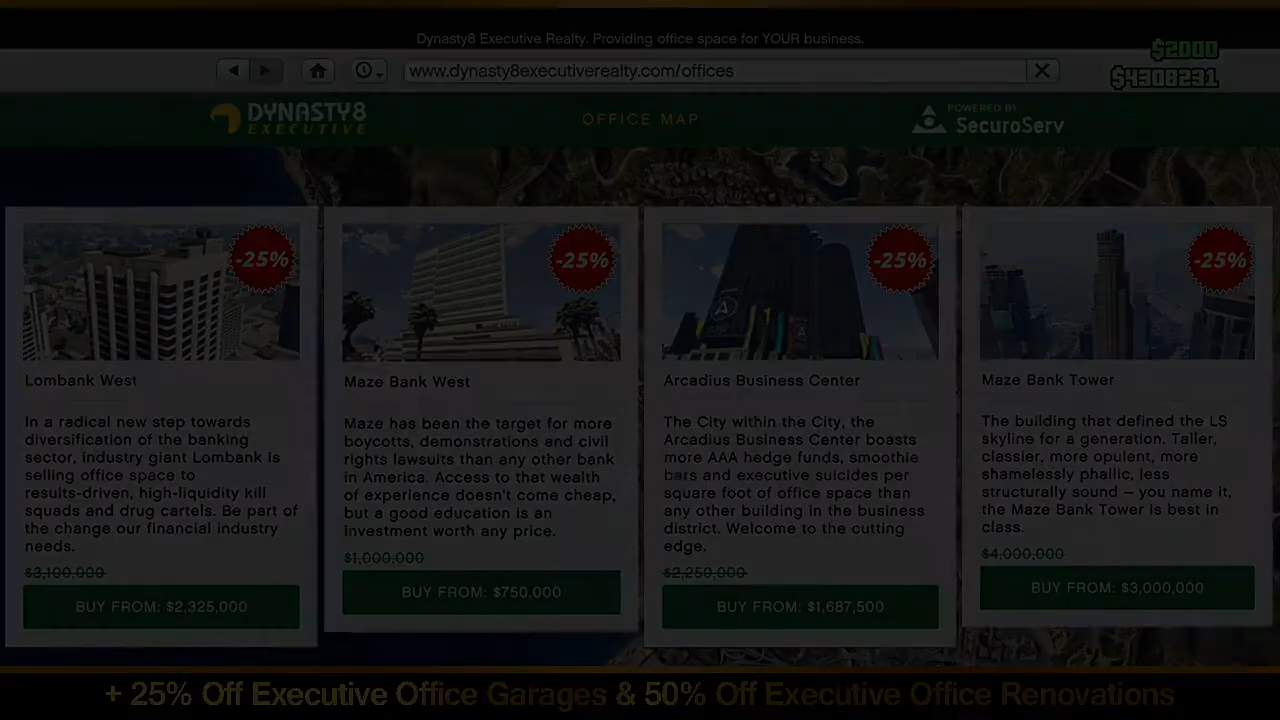 Dynasty8 Executive Realty. Providing office space for YOUR business.
$2000
www.dynasty8executiverealty.com/offices
$4308231
DYNASTY8
EXECUTIVE
OFFICE MAP
POWERED BY
SecuroServ
-25%
Lombank West
In a radical new step towards
diversification of the banking
sector, industry giant Lombank is
selling office space to
results-driven, high-liquidity kill
squads and drug cartels. Be part of
the change our financial industry
needs.
$3,100,000
BUY FROM: $2,325,000
-25%
Maze Bank West
Maze has been the target for more
boycotts, demonstrations and civil
rights lawsuits than any other bank
in America. Access to that wealth
of experience doesn't come cheap,
but a good education is an
investment worth any price.
$1,000,000
BUY FROM: $750,000
-25%
Arcadius Business Center
The City within the City, the
Arcadius Business Center boasts
more AAA hedge funds, smoothie
bars and executive suicides per
square foot of office space than
any other building in the business
district. Welcome to the cutting
edge.
$2,250,000
BUY FROM: $1,687,500
-25%
Maze Bank Tower
The building that defined the LS
skyline for a generation. Taller,
classier, more opulent, more
shamelessly phallic, less
structurally sound – you name it,
the Maze Bank Tower is best in
class.
$4,000,000
BUY FROM: $3,000,000
+ 25% Off Executive Office Garages & 50% Off Executive Office Renovations